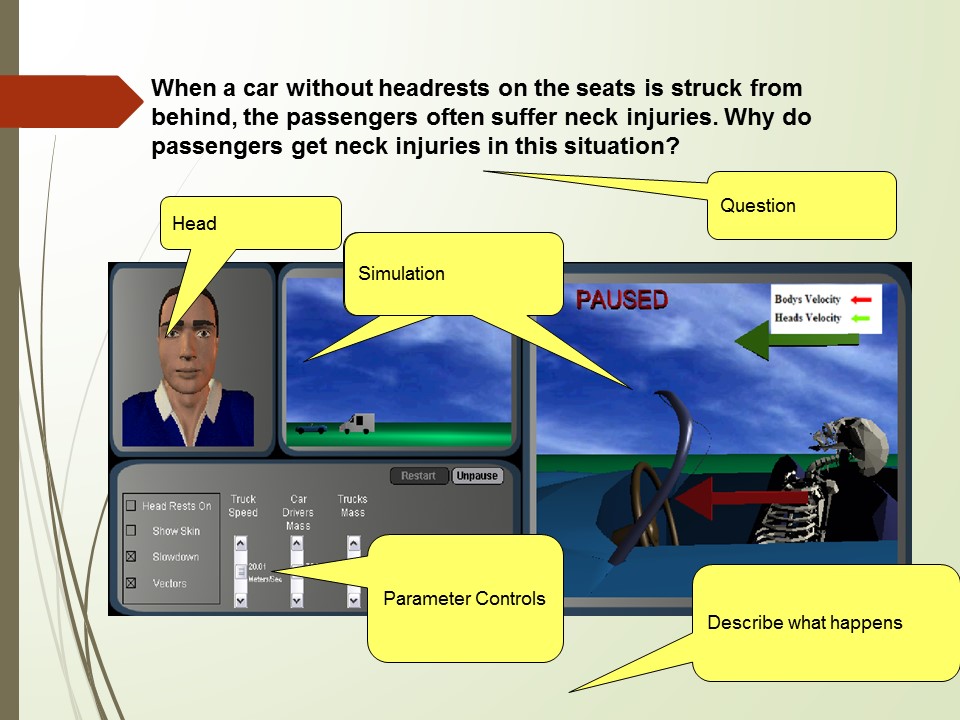 When a car without headrests on the seats is struck from
behind, the passengers often suffer neck injuries. Why do
passengers get neck injuries in this situation?
Question
Head
Simulation
PAUSED
Bodys Velocity
Heads Velocity
Restart
Unpause
Head Rests On
Show Skin
Slowdown
Vectors
Truck
Speed
Car
Drivers
Mass
Trucks
Mass
20.01
Meters/Sec
Parameter Controls
Describe what happens